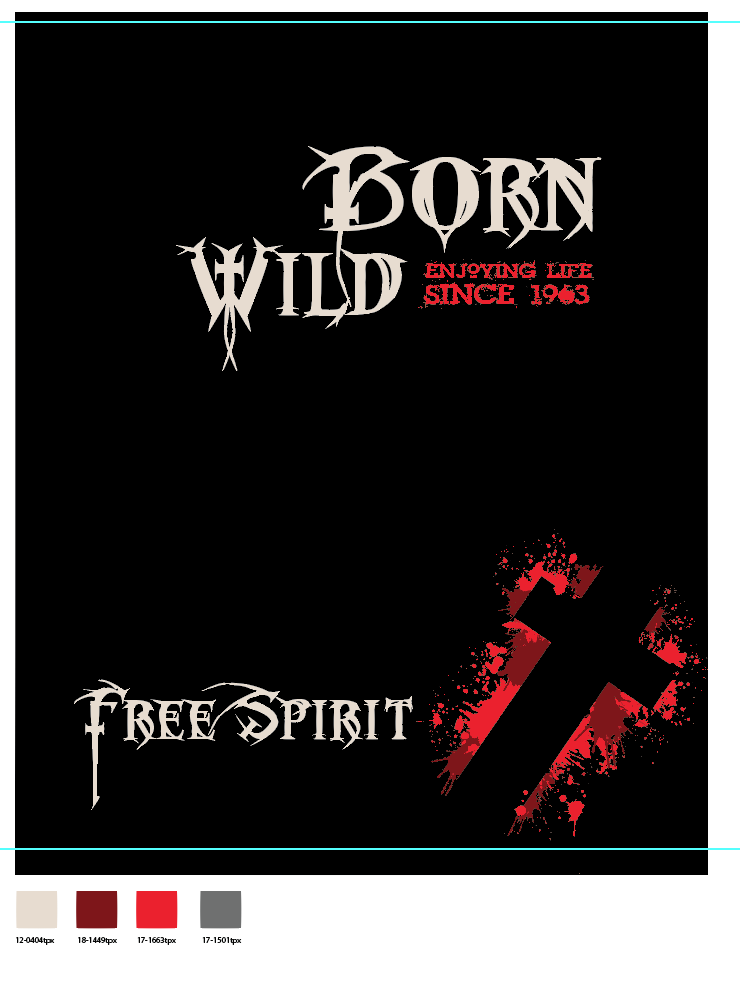 BORN
WILD
ENJOYING LIFE
SINCE 1963
FREE SPIRIT
12-0404tpx 18-1449tpx 17-1663tpx 17-1501tpx